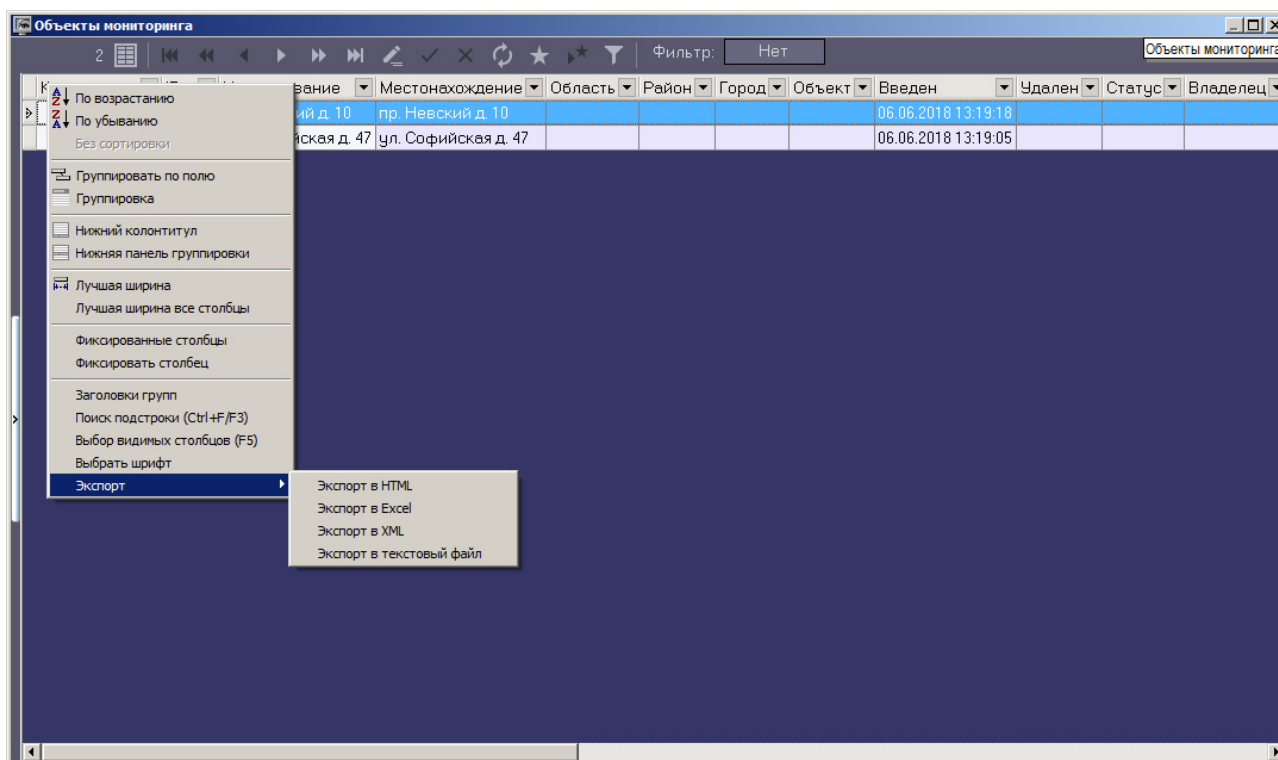 Объекты мониторинга
2
Фильтр: Нет
Объекты мониторинга
Местонахождение Область Район Город Объект Введен Удален Статус Владелец
пр. Невский д. 10 06.06.2018 13:19:18
д. 47 ул. Софийская д. 47 06.06.2018 13:19:05
По возрастанию
По убыванию
Без сортировки
Группировать по полю
Группировка
Нижний колонтитул
Нижняя панель группировки
Лучшая ширина
Лучшая ширина все столбцы
Фиксированные столбцы
Фиксировать столбец
Заголовки групп
Поиск подстроки (Ctrl+F/F3)
Выбор видимых столбцов (F5)
Выбрать шрифт
Экспорт
Экспорт в HTML
Экспорт в Excel
Экспорт в XML
Экспорт в текстовый файл